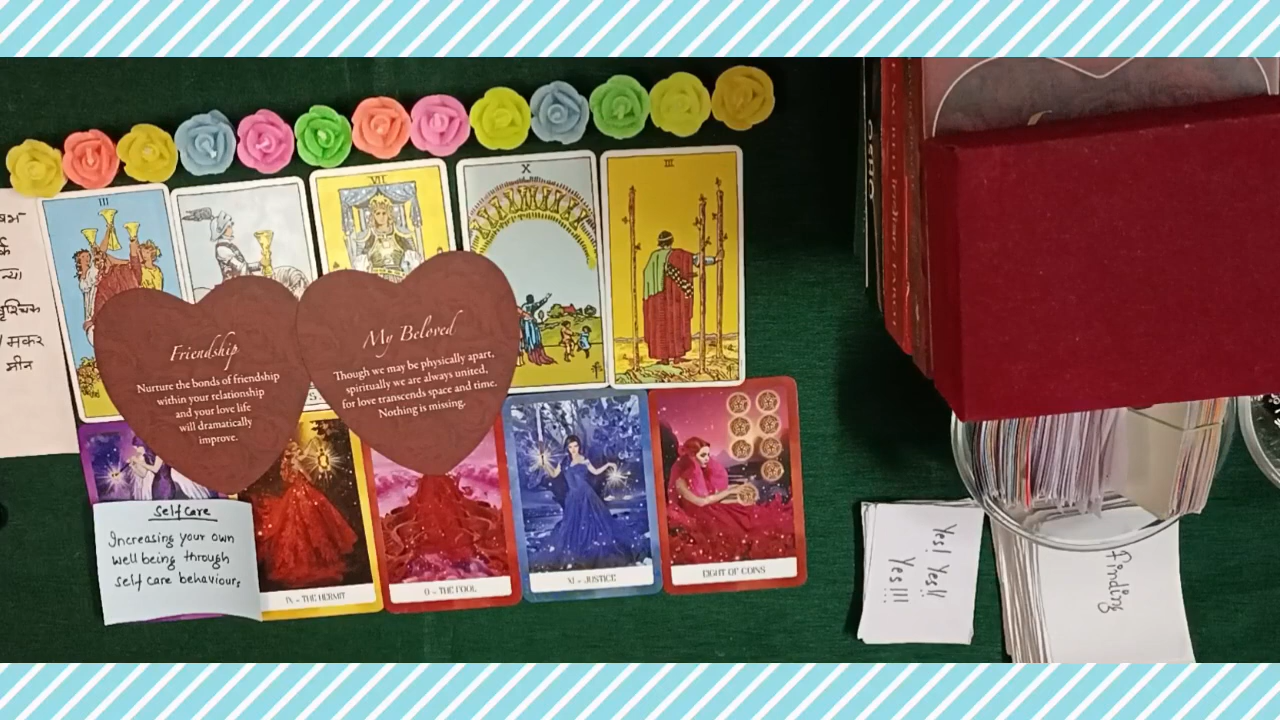 III
VII
X
III
र्क
न्या
वृश्चिक
मकर
मीन
Friendship
Nurture the bonds of friendship
within your relationship
and your love life
will dramatically
improve.
My Beloved
Though we may be physically apart,
spiritually we are always united,
for love transcends space and time.
Nothing is missing.
Self Care
Increasing your own
well being through
self care behaviours
IX - THE HERMIT
0 - THE FOOL
XI - JUSTICE
EIGHT OF COINS
Yes! Yes!!
Yes!!!
Finding